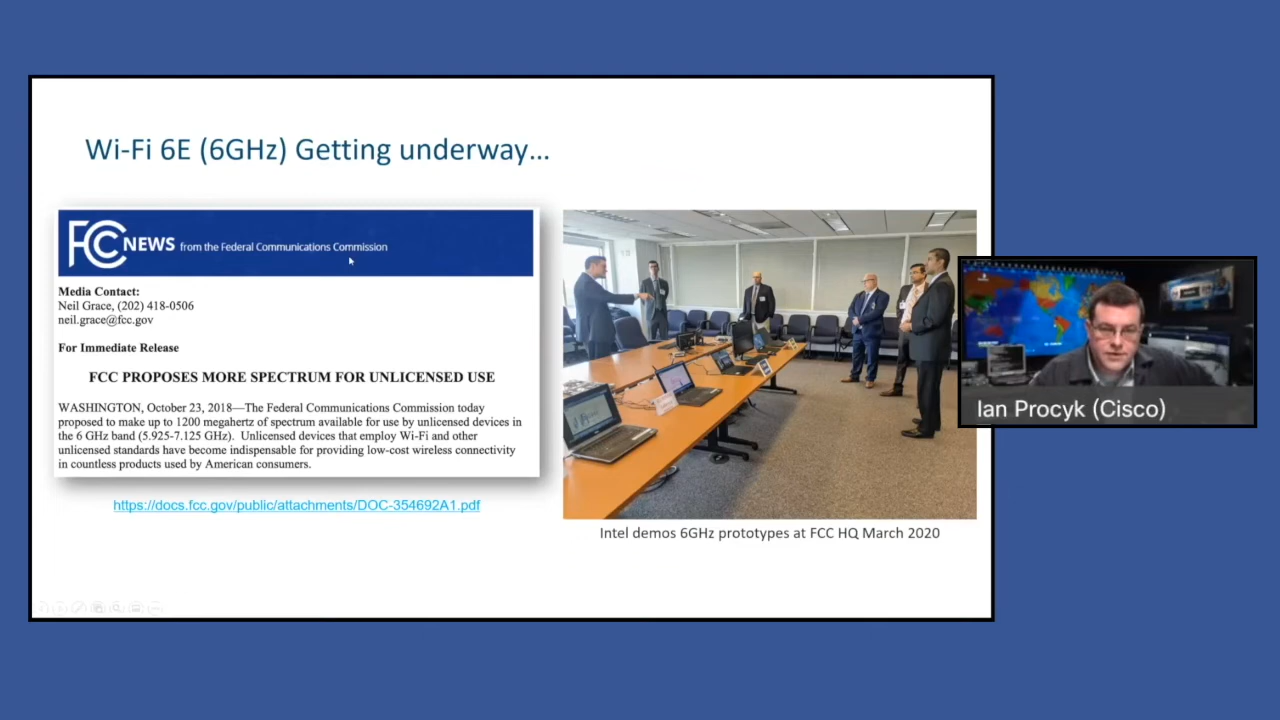 Wi-Fi 6E (6GHz) Getting underway...
FCC NEWS from the Federal Communications Commission
Media Contact:
Neil Grace, (202) 418-0506
neil.grace@fcc.gov
For Immediate Release
FCC PROPOSES MORE SPECTRUM FOR UNLICENSED USE
WASHINGTON, October 23, 2018—The Federal Communications Commission today
proposed to make up to 1200 megahertz of spectrum available for use by unlicensed devices in
the 6 GHz band (5.925-7.125 GHz). Unlicensed devices that employ Wi-Fi and other
unlicensed standards have become indispensable for providing low-cost wireless connectivity
in countless products used by American consumers.
https://docs.fcc.gov/public/attachments/DOC-354692A1.pdf
Intel demos 6GHz prototypes at FCC HQ March 2020
Ian Procyk (Cisco)